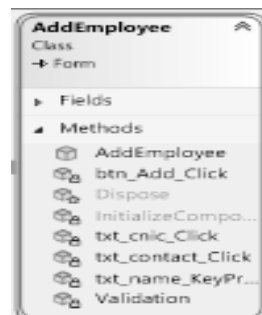 AddEmployee
Class
Form
Fields
Methods
AddEmployee
btn_Add_Click
Dispose
InitializeCompo...
txt_cnic_Click
txt_contact_Click
txt_name_KeyPr...
Validation